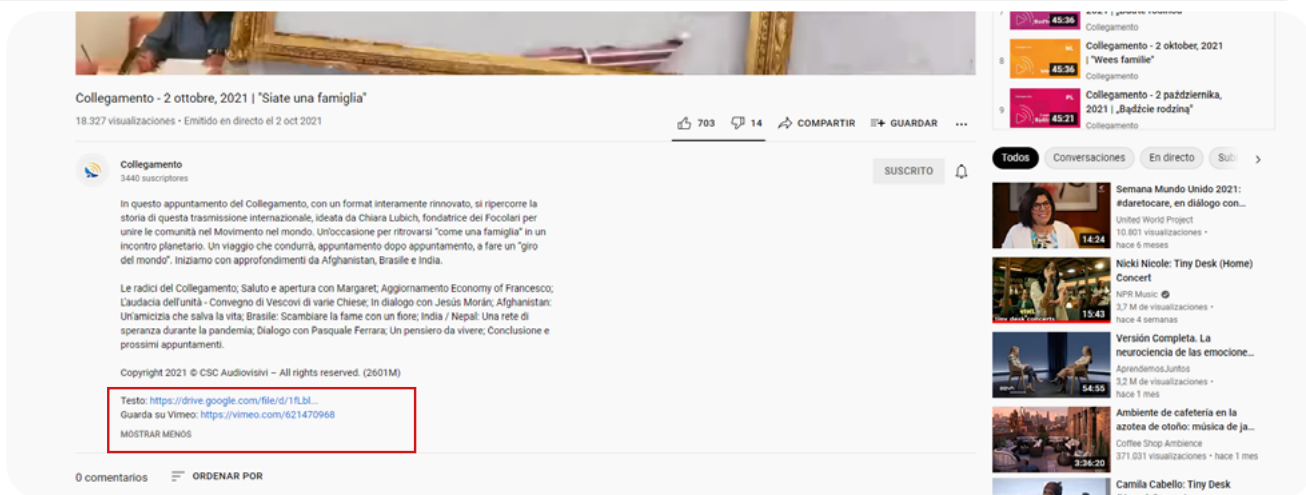 Collegamento - 2 ottobre, 2021 | "Siate una famiglia"
18.327 visualizaciones • Emitido en directo el 2 oct 2021
703
14
COMPARTIR
GUARDAR
Collegamento
3440 suscriptores
SUSCRITO
In questo appuntamento del Collegamento, con un format interamente rinnovato, si ripercorre la
storia di questa trasmissione internazionale, ideata da Chiara Lubich, fondatrice dei Focolari per
unire le comunità nel Movimento nel mondo. Un'occasione per ritrovarsi "come una famiglia" in un
incontro planetario. Un viaggio che condurrà, appuntamento dopo appuntamento, a fare un "giro
del mondo". Iniziamo con approfondimenti da Afghanistan, Brasile e India.
Le radici del Collegamento; Saluto e apertura con Margaret; Aggiornamento Economy of Francesco;
L'audacia dell'unità - Convegno di Vescovi di varie Chiese; In dialogo con Jesús Morán; Afghanistan:
Un'amicizia che salva la vita; Brasile: Scambiare la fame con un fiore; India / Nepal: Una rete di
speranza durante la pandemia; Dialogo con Pasquale Ferrara; Un pensiero da vivere; Conclusione e
prossimi appuntamenti.
Copyright 2021 © CSC Audiovisivi – All rights reserved. (2601M)
Testo: https://drive.google.com/file/d/1fLbl...
Guarda su Vimeo: https://vimeo.com/621470968
MOSTRAR MENOS
0 comentarios
ORDENAR POR
45:36
Collegamento
8
NL
45:36
Collegamento - 2 oktober, 2021
| "Wees familie"
Collegamento
9
PL
45:21
Collegamento - 2 października,
2021 | „Bądźcie rodziną"
Collegamento
Todos
Conversaciones
En directo
14:24
Semana Mundo Unido 2021:
#daretocare, en diálogo con...
United World Project
10.801 visualizaciones •
hace 6 meses
15:43
Nicki Nicole: Tiny Desk (Home)
Concert
NPR Music
3,7 M de visualizaciones •
hace 4 semanas
54:55
Versión Completa. La
neurociencia de las emocione...
AprendemosJuntos
3,2 M de visualizaciones •
hace 1 mes
3:36:20
Ambiente de cafetería en la
azotea de otoño: música de ja...
Coffee Shop Ambience
371.031 visualizaciones • hace 1 mes
Camila Cabello: Tiny Desk